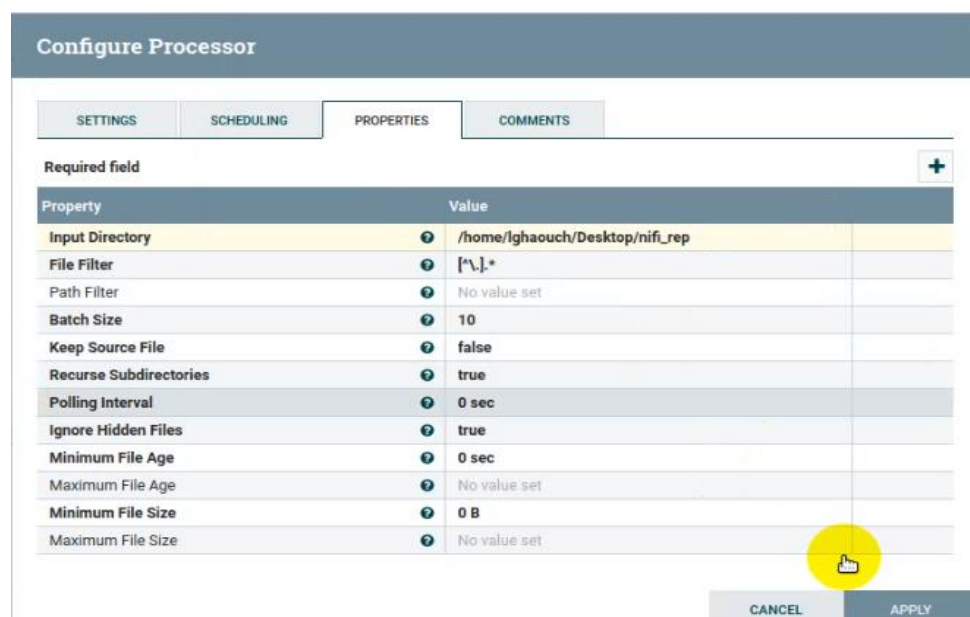 Configure Processor
SETTINGS SCHEDULING PROPERTIES COMMENTS
Required field
Property Value
Input Directory /home/lghaouch/Desktop/nifi_rep
File Filter [^\.].*
Path Filter No value set
Batch Size 10
Keep Source File false
Recurse Subdirectories true
Polling Interval 0 sec
Ignore Hidden Files true
Minimum File Age 0 sec
Maximum File Age No value set
Minimum File Size 0 B
Maximum File Size No value set
CANCEL APPLY